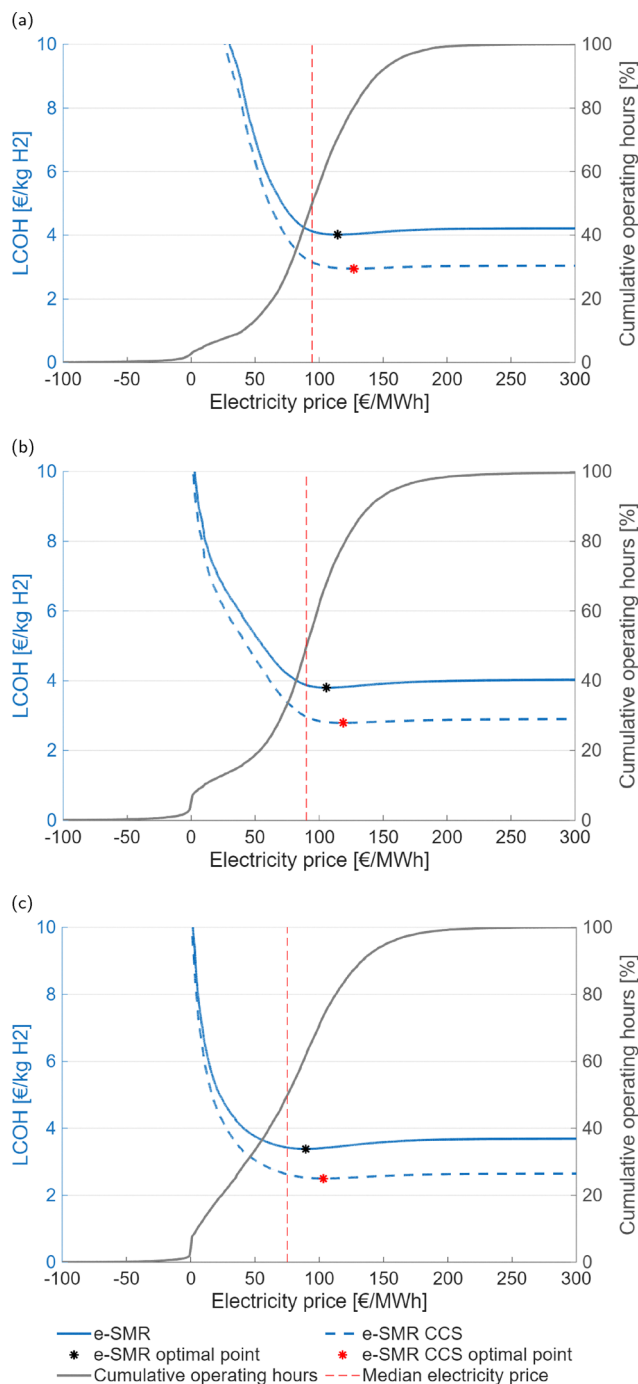 (a)
10
8
6
4
2
0
LCOH [€/kg H2]
100
80
60
40
20
0
Cumulative operating hours [%]
-100 -50 0 50 100 150 200 250 300
Electricity price [€/MWh]
(b)
10
8
6
4
2
0
LCOH [€/kg H2]
100
80
60
40
20
0
Cumulative operating hours [%]
-100 -50 0 50 100 150 200 250 300
Electricity price [€/MWh]
(c)
10
8
6
4
2
0
LCOH [€/kg H2]
100
80
60
40
20
0
Cumulative operating hours [%]
-100 -50 0 50 100 150 200 250 300
Electricity price [€/MWh]
e-SMR e-SMR CCS
e-SMR optimal point e-SMR CCS optimal point
Cumulative operating hours Median electricity price